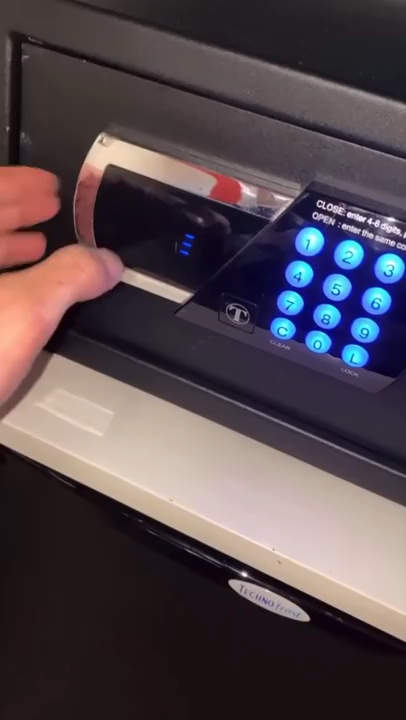 CLOSE: enter 4-6 digits,
OPEN : enter the same co
1 2 3
4 5 6
7 8 9
C 0 L
CLEAR
LOCK
T
TECHNO